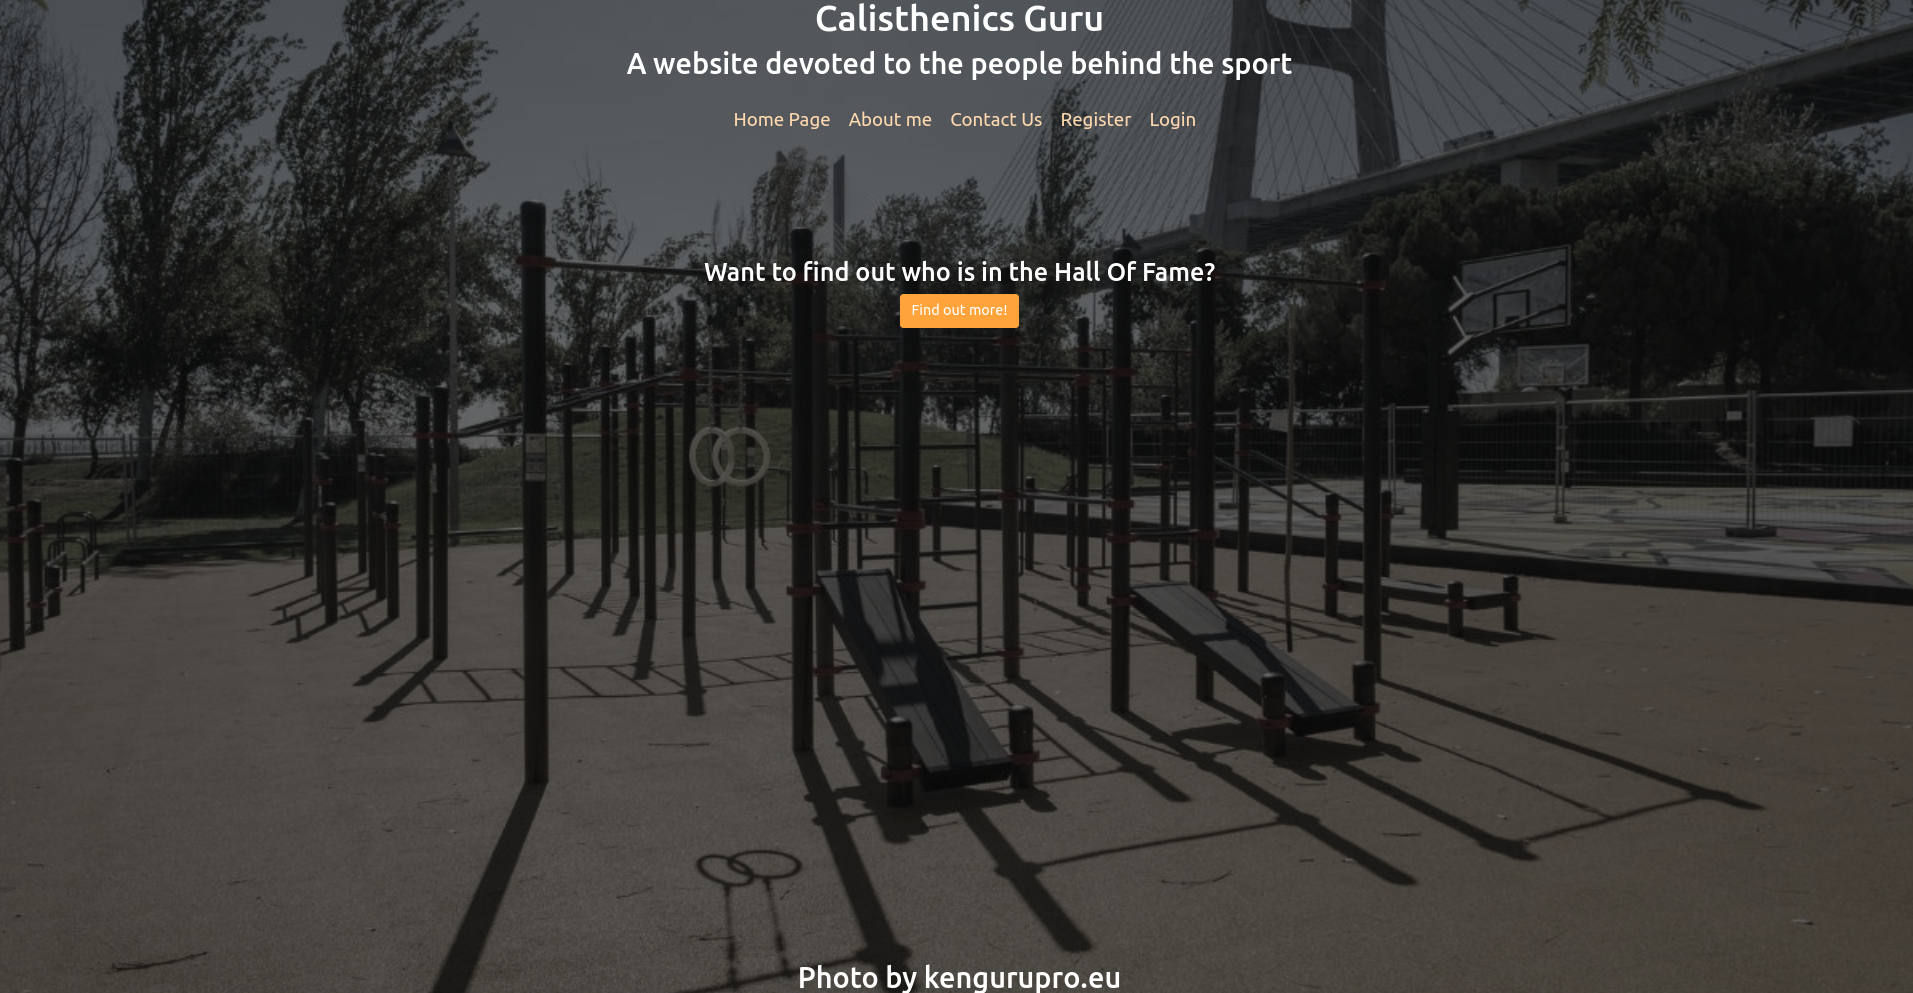 Calisthenics Guru
A website devoted to the people behind the sport
Home Page About me Contact Us Register Login
Want to find out who is in the Hall Of Fame?
Find out more!
Photo by kengurupro.eu